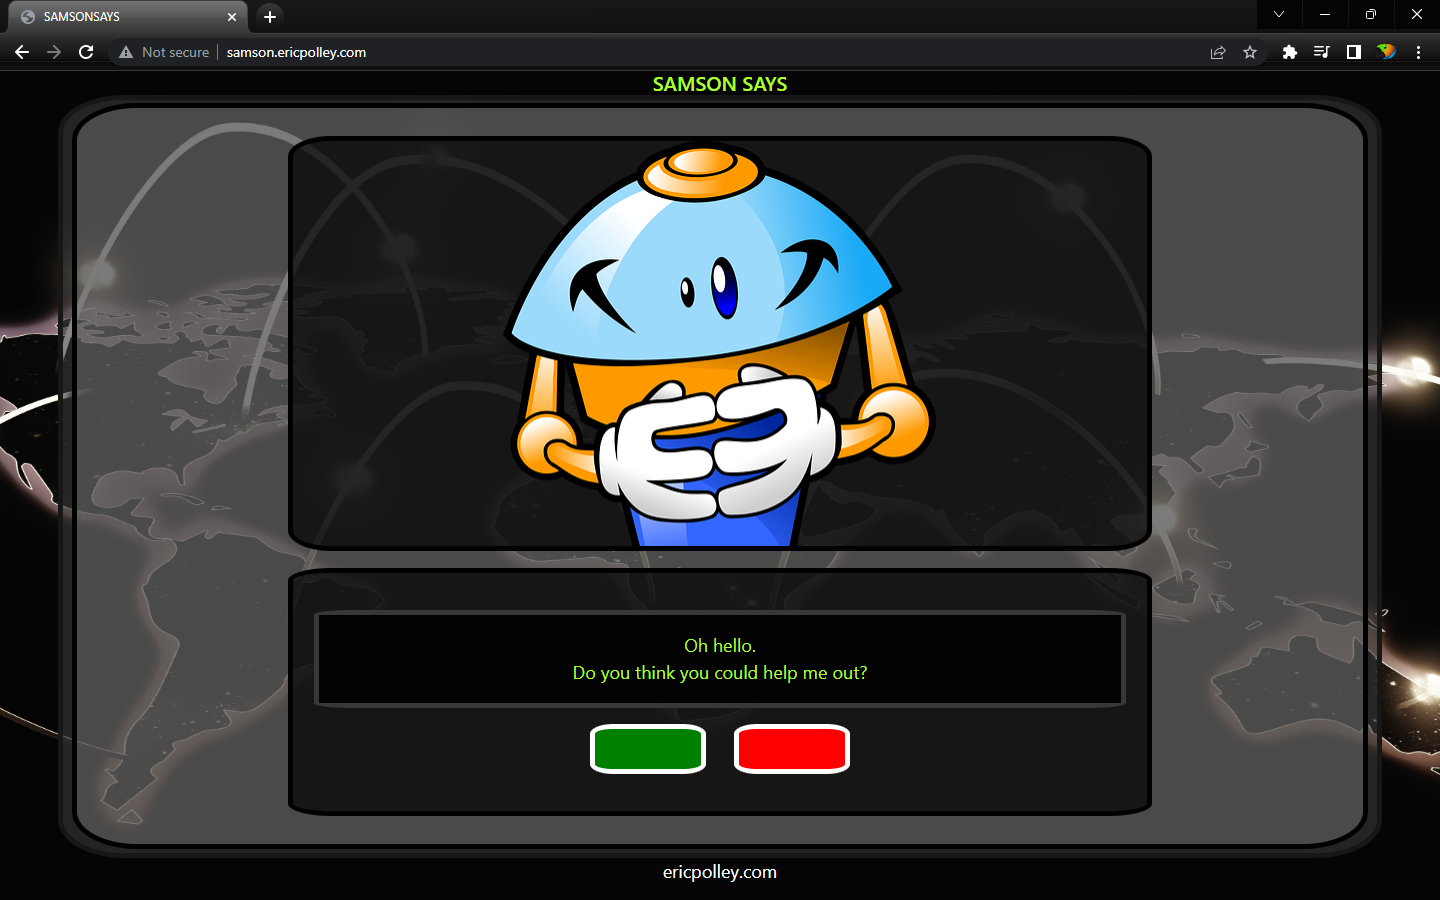 SAMSONSAYS
Not secure
samson.ericpolley.com
SAMSON SAYS
Oh hello.
Do you think you could help me out?
ericpolley.com